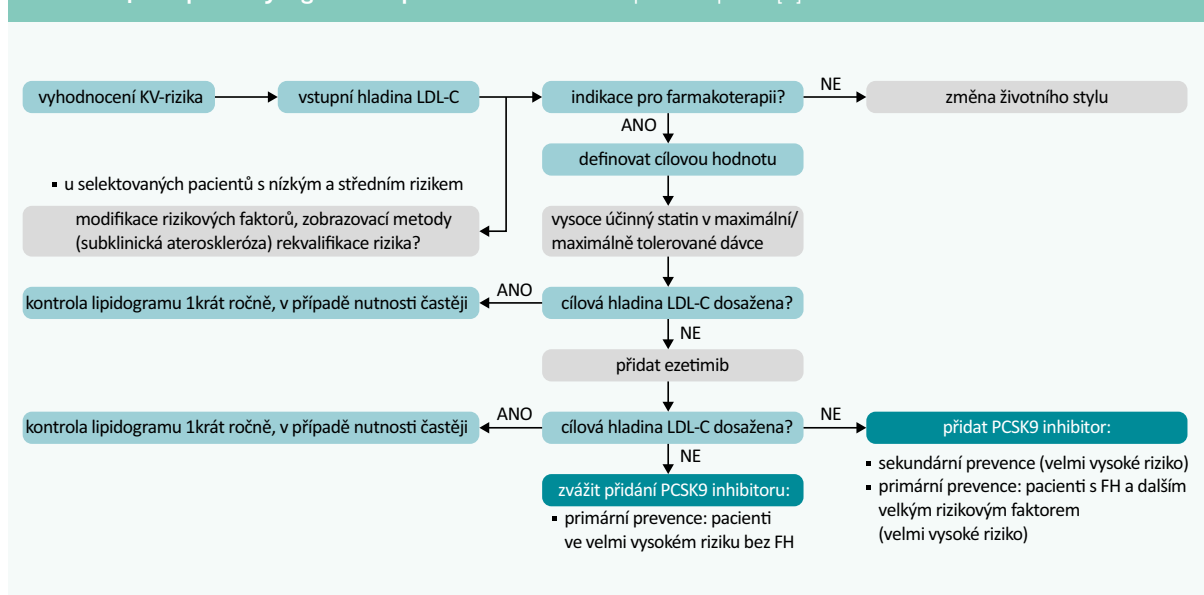 vyhodnocení KV-rizika
vstupní hladina LDL-C
indikace pro farmakoterapii?
NE
změna životního stylu
ANO
definovat cílovou hodnotu
▪ u selektovaných pacientů s nízkým a středním rizikem
modifikace rizikových faktorů, zobrazovací metody
(subklinická ateroskleróza) rekvalifikace rizika?
vysoce účinný statin v maximální/
maximálně tolerované dávce
kontrola lipidogramu 1krát ročně, v případě nutnosti častěji
ANO
cílová hladina LDL-C dosažena?
NE
přidat ezetimib
kontrola lipidogramu 1krát ročně, v případě nutnosti častěji
ANO
cílová hladina LDL-C dosažena?
NE
přidat PCSK9 inhibitor:
▪ sekundární prevence (velmi vysoké riziko)
▪ primární prevence: pacienti s FH a dalším
velkým rizikovým faktorem
(velmi vysoké riziko)
NE
zvážit přidání PCSK9 inhibitoru:
▪ primární prevence: pacienti
ve velmi vysokém riziku bez FH